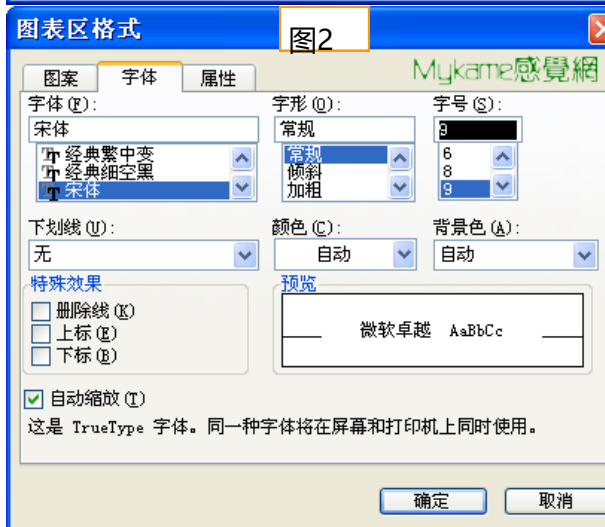 图表区格式
图2
Mykame感覺網
图案 字体 属性
字体(F): 字形(O): 字号(S):
宋体 常规 9
经典繁中变 常规 6
经典细空黑 倾斜 8
宋体 加粗 9
下划线(U): 颜色(C): 背景色(A):
无 自动 自动
特殊效果 预览
删除线(K)
上标(E)
下标(B)
微软卓越 AaBbCc
自动缩放(T)
这是 TrueType 字体。同一种字体将在屏幕和打印机上同时使用。
确定 取消